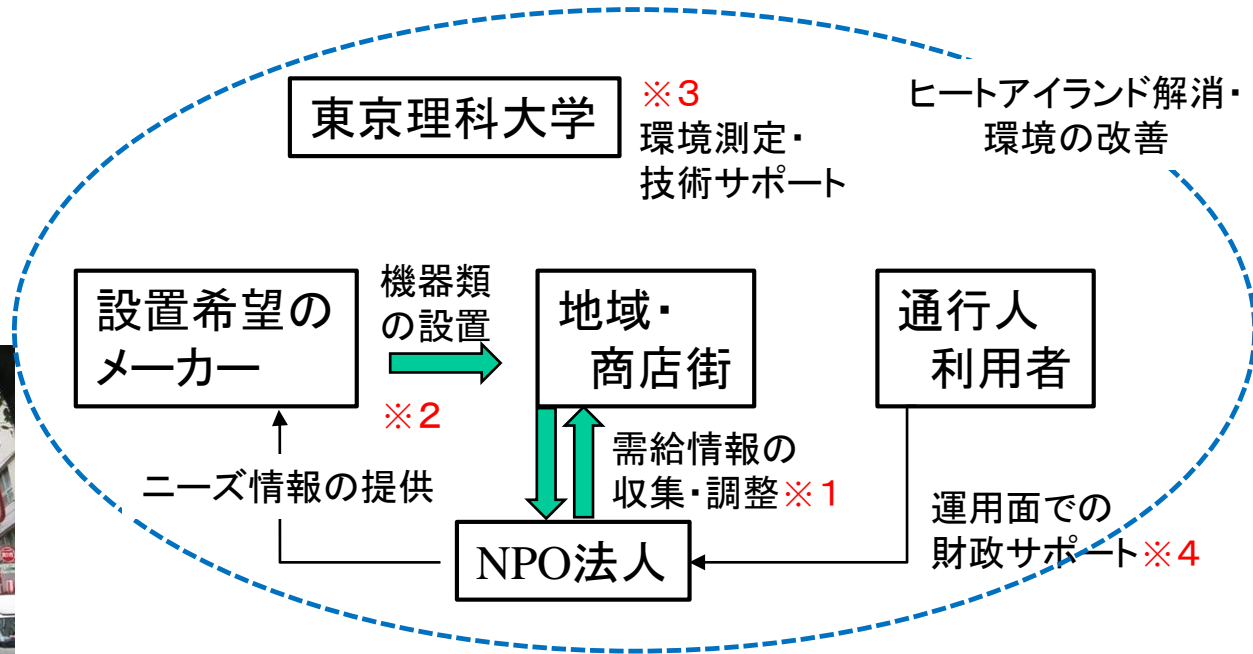 東京理科大学
※3
環境測定・
技術サポート
ヒートアイランド解消・
環境の改善
設置希望の
メーカー
機器類
の設置
※2
地域・
商店街
通行人
利用者
ニーズ情報の提供
需給情報の
収集・調整※1
運用面での
財政サポート※4
NPO法人